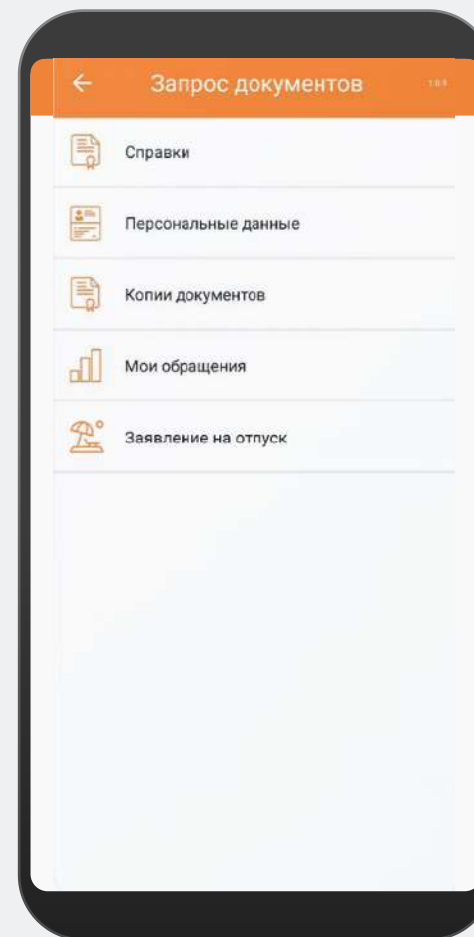 Запрос документов
Справки
Персональные данные
Копии документов
Мои обращения
Заявление на отпуск